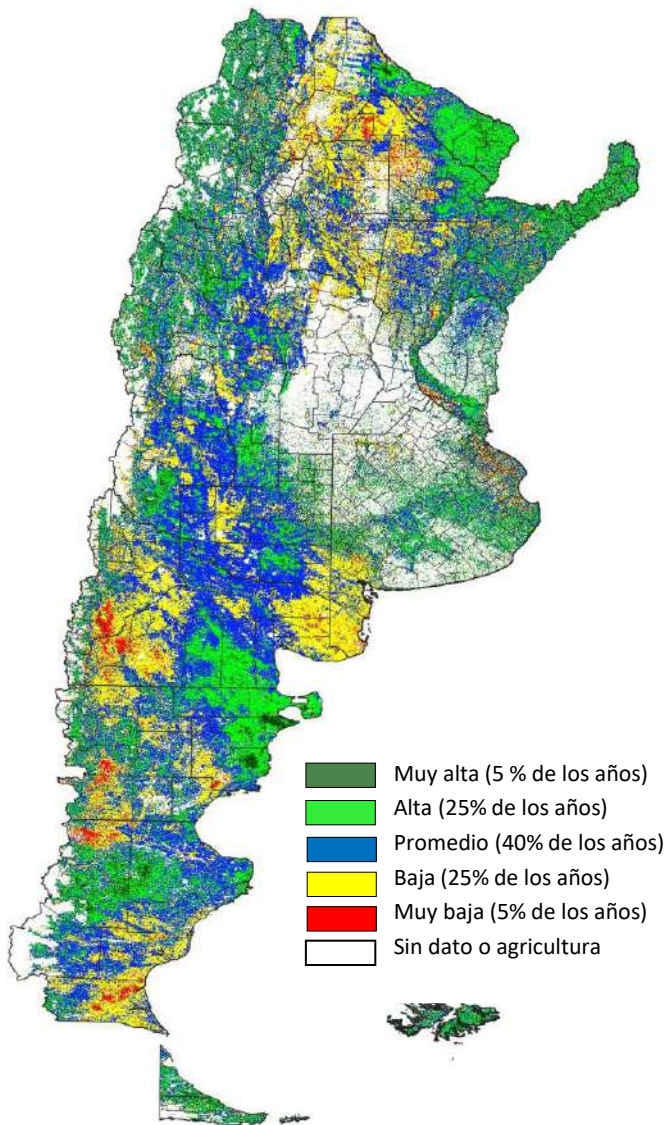 Muy alta (5 % de los años)
Alta (25% de los años)
Promedio (40% de los años)
Baja (25% de los años)
Muy baja (5% de los años)
Sin dato o agricultura